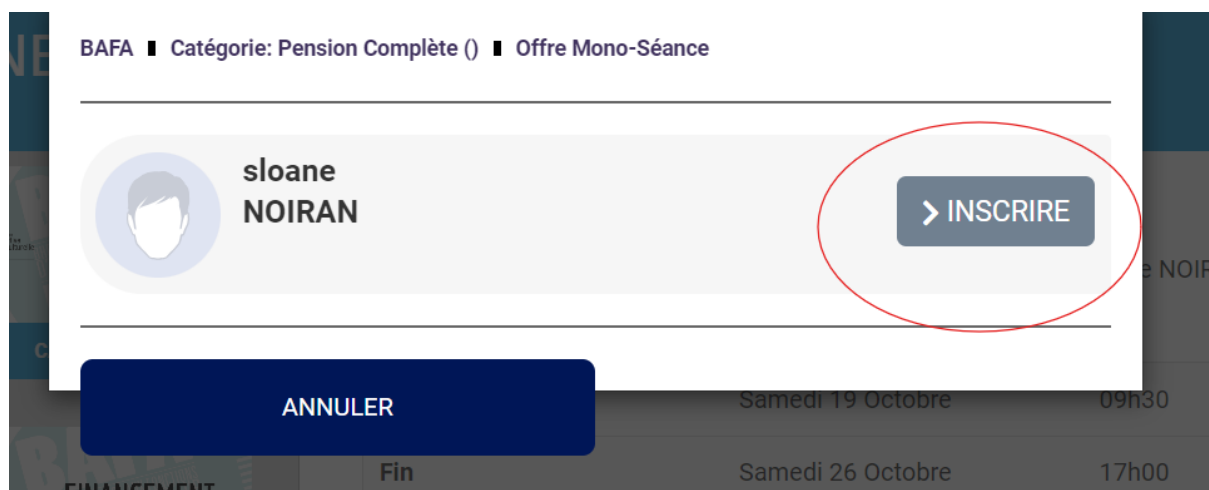 BAFA ▮ Catégorie: Pension Complète () ▮ Offre Mono-Séance
sloane
NOIRAN
INSCRIRE
ANNULER
Samedi 19 Octobre 09h30
Fin Samedi 26 Octobre 17h00
FINANCEMENT